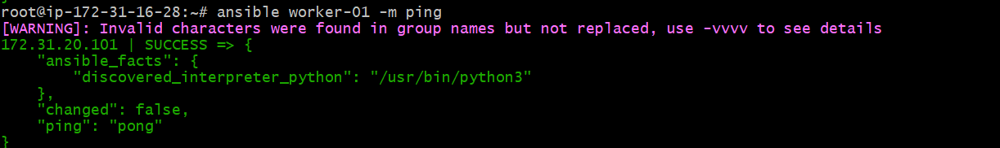 root@ip-172-31-16-28:~# ansible worker-01 -m ping
[WARNING]: Invalid characters were found in group names but not replaced, use -vvvv to see details
172.31.20.101 | SUCCESS => {
    "ansible_facts": {
        "discovered_interpreter_python": "/usr/bin/python3"
    },
    "changed": false,
    "ping": "pong"
}